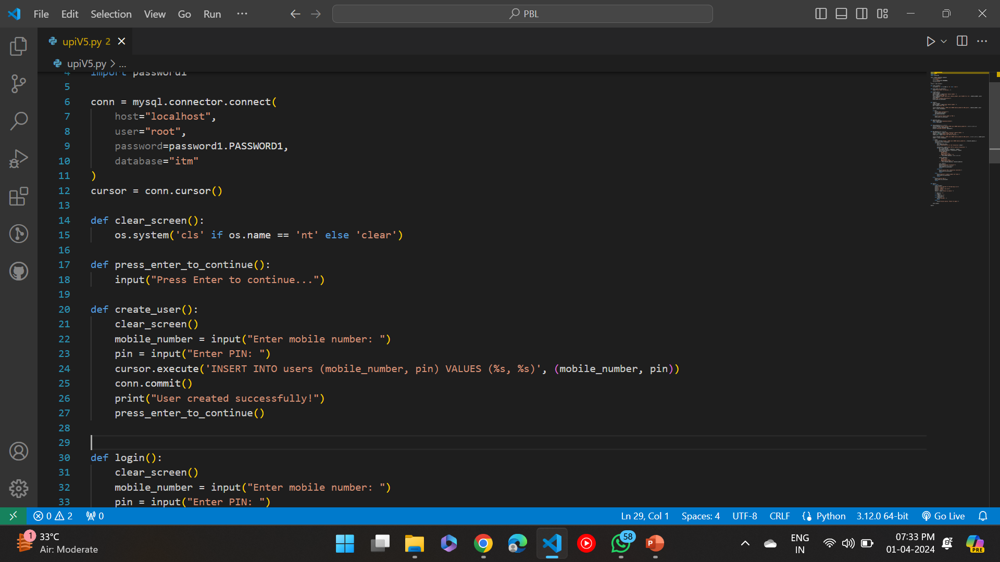 File Edit Selection View Go Run ···
PBL
upiV5.py 2
upiV5.py > ...
4 import password1
5
6 conn = mysql.connector.connect(
7 host="localhost",
8 user="root",
9 password=password1.PASSWORD1,
10 database="itm"
11 )
12 cursor = conn.cursor()
13
14 def clear_screen():
15 os.system('cls' if os.name == 'nt' else 'clear')
16
17 def press_enter_to_continue():
18 input("Press Enter to continue...")
19
20 def create_user():
21 clear_screen()
22 mobile_number = input("Enter mobile number: ")
23 pin = input("Enter PIN: ")
24 cursor.execute('INSERT INTO users (mobile_number, pin) VALUES (%s, %s)', (mobile_number, pin))
25 conn.commit()
26 print("User created successfully!")
27 press_enter_to_continue()
28
29
30 def login():
31 clear_screen()
32 mobile_number = input("Enter mobile number: ")
33 pin = input("Enter PIN: ")
0 2 0 Ln 29, Col 1 Spaces: 4 UTF-8 CRLF {} Python 3.12.0 64-bit Go Live
1 33°C
Air: Moderate
58
P
ENG
IN
07:33 PM
01-04-2024
PRE